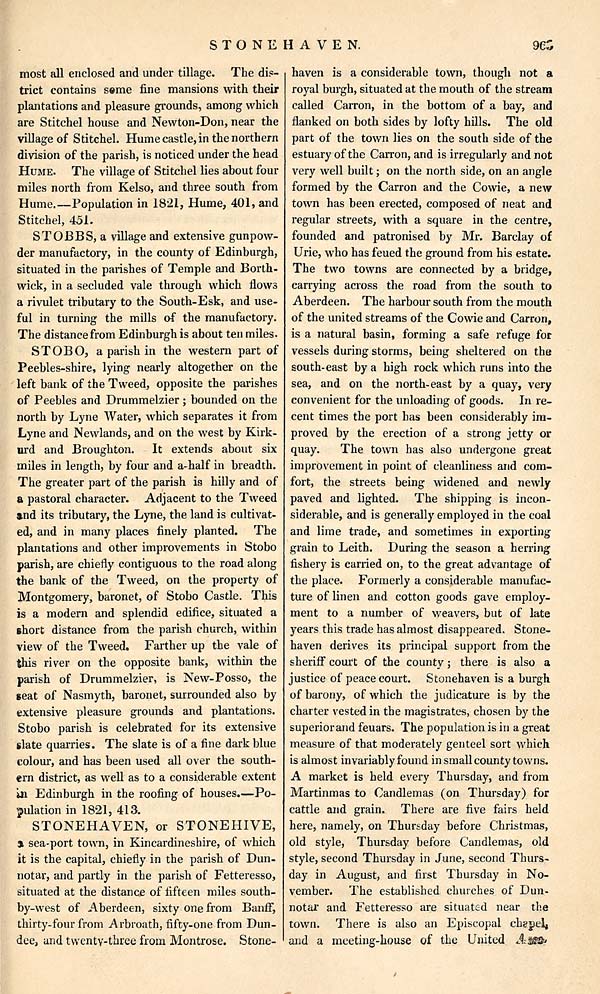 STONEHAVEN.
965
most all enclosed and under tillage. The dis-
trict contains some fine mansions with their
plantations and pleasure grounds, among which
are Stitchel house and Newton-Don, near the
village of Stitchel. Hume castle, in the northern
division of the parish, is noticed under the head
HUME. The village of Stitchel lies about four
miles north from Kelso, and three south from
Hume.—Population in 1821, Hume, 401, and
Stitchel, 451.
STOBBS, a village and extensive gunpow-
der manufactory, in the county of Edinburgh,
situated in the parishes of Temple and Borth-
wick, in a secluded vale through which flows
a rivulet tributary to the South-Esk, and use-
ful in turning the mills of the manufactory.
The distance from Edinburgh is about ten miles.
STOBO, a parish in the western part of
Peebles-shire, lying nearly altogether on the
left bank of the Tweed, opposite the parishes
of Peebles and Drummelzier; bounded on the
north by Lyne Water, which separates it from
Lyne and Newlands, and on the west by Kirk-
urd and Broughton. It extends about six
miles in length, by four and a-half in breadth.
The greater part of the parish is hilly and of
a pastoral character. Adjacent to the Tweed
and its tributary, the Lyne, the land is cultivat-
ed, and in many places finely planted. The
plantations and other improvements in Stobo
parish, are chiefly contiguous to the road along
the bank of the Tweed, on the property of
Montgomery, baronet, of Stobo Castle. This
is a modern and splendid edifice, situated a
short distance from the parish church, within
view of the Tweed. Farther up the vale of
this river on the opposite bank, within the
parish of Drummelzier, is New-Posso, the
seat of Nasmyth, baronet, surrounded also by
extensive pleasure grounds and plantations.
Stobo parish is celebrated for its extensive
slate quarries. The slate is of a fine dark blue
colour, and has been used all over the south-
ern district, as well as to a considerable extent
in Edinburgh in the roofing of houses.—Po-
pulation in 1821, 413.
STONEHAVEN, or STONEHIVE,
a sea-port town, in Kincardineshire, of which
it is the capital, chiefly in the parish of Dun-
notar, and partly in the parish of Fetteresso,
situated at the distance of fifteen miles south-
by-west of Aberdeen, sixty one from Banff,
thirty-four from Arbroath, fifty-one from Dun-
dee, and twenty-three from Montrose. Stone-
haven is a considerable town, though not a
royal burgh, situated at the mouth of the stream
called Carron, in the bottom of a bay, and
flanked on both sides by lofty hills. The old
part of the town lies on the south side of the
estuary of the Carron, and is irregularly and not
very well built; on the north side, on an angle
formed by the Carron and the Cowie, a new
town has been erected, composed of neat and
regular streets, with a square in the centre,
founded and patronised by Mr. Barclay of
Urie, who has feued the ground from his estate.
The two towns are connected by a bridge,
carrying across the road from the south to
Aberdeen. The harbour south from the mouth
of the united streams of the Cowie and Carron,
is a natural basin, forming a safe refuge for
vessels during storms, being sheltered on the
south-east by a high rock which runs into the
sea, and on the north-east by a quay, very
convenient for the unloading of goods. In re-
cent times the port has been considerably im-
proved by the erection of a strong jetty or
quay. The town has also undergone great
improvement in point of cleanliness and com-
fort, the streets being widened and newly
paved and lighted. The shipping is incon-
siderable, and is generally employed in the coal
and lime trade, and sometimes in exporting
grain to Leith. During the season a herring
fishery is carried on, to the great advantage of
the place. Formerly a considerable manufac-
ture of linen and cotton goods gave employ-
ment to a number of weavers, but of late
years this trade has almost disappeared. Stone-
haven derives its principal support from the
sheriff court of the county; there is also a
justice of peace court. Stonehaven is a burgh
of barony, of which the judicature is by the
charter vested in the magistrates, chosen by the
superior and feuars. The population is in a great
measure of that moderately genteel sort which
is almost invariably found in small county towns.
A market is held every Thursday, and from
Martinmas to Candlemas (on Thursday) for
cattle and grain. There are five fairs held
here, namely, on Thursday before Christmas,
old style, Thursday before Candlemas, old
style, second Thursday in June, second Thurs-
day in August, and first Thursday in No-
vember. The established churches of Dun-
notar and Fetteresso are situated near the
town. There is also an Episcopal chapel,
and a meeting-house of the United